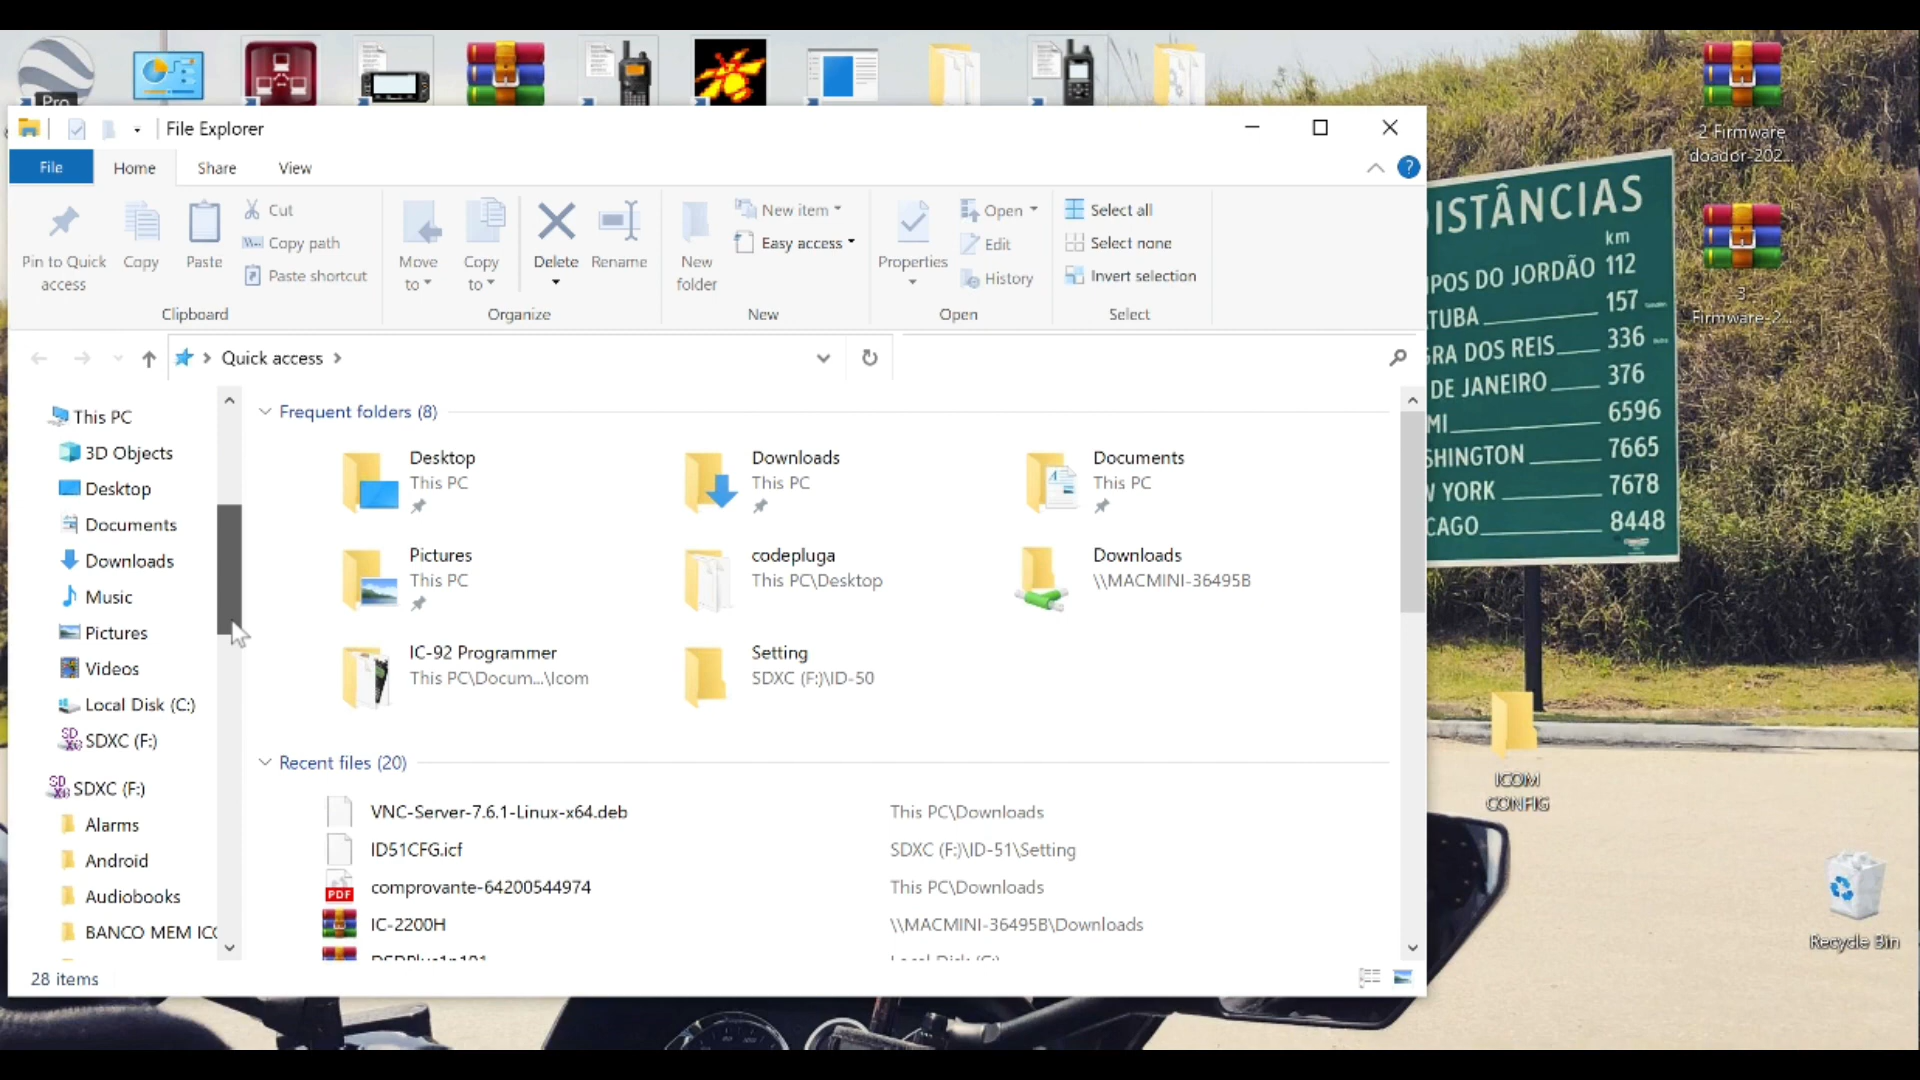 Pro
2 Firmware
doador-202...
3
Firmware-2...
File Explorer
File
Home
Share
View
Pin to Quick
access
Copy
Paste
Cut
Copy path
Paste shortcut
Clipboard
Move
to
Copy
to
Delete
Rename
Organize
New
folder
New item
Easy access
New
Properties
Open
Edit
History
Open
Select all
Select none
Invert selection
Select
Quick access
This PC
3D Objects
Desktop
Documents
Downloads
Music
Pictures
Videos
Local Disk (C:)
SDXC (F:)
SDXC (F:)
Alarms
Android
Audiobooks
BANCO MEM IC
Frequent folders (8)
Desktop
This PC
Downloads
This PC
Documents
This PC
Pictures
This PC
codepluga
This PC\Desktop
Downloads
\\MACMINI-36495B
IC-92 Programmer
This PC\Docum...\Icom
Setting
SDXC (F:)\ID-50
Recent files (20)
VNC-Server-7.6.1-Linux-x64.deb This PC\Downloads
ID51CFG.icf SDXC (F:)\ID-51\Setting
comprovante-64200544974 This PC\Downloads
PDF
IC-2200H \\MACMINI-36495B\Downloads
28 items
ISTÂNCIAS
km
POS DO JORDÃO 112
TUBA 157
RA DOS REIS 336
DE JANEIRO 376
MI 6596
SHINGTON 7665
YORK 7678
CAGO 8448
ICOM
CONFIG
Recycle Bin